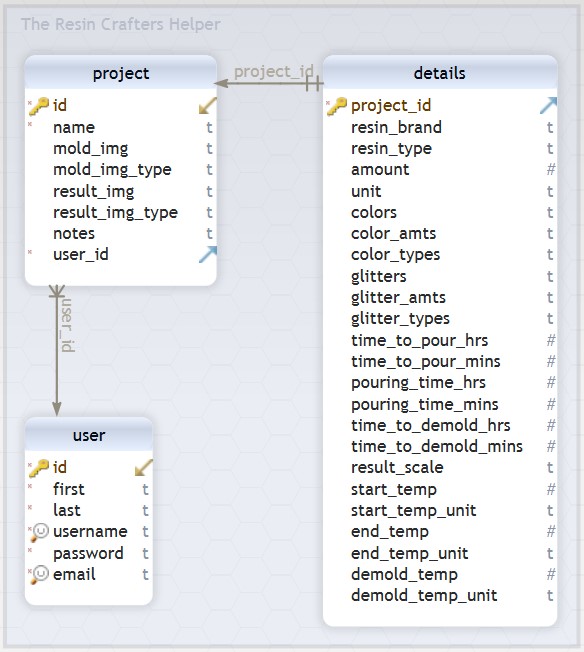 The Resin Crafters Helper
project
id
name t
mold_img t
mold_img_type t
result_img t
result_img_type t
notes t
user_id
project_id
details
project_id
resin_brand t
resin_type t
amount #
unit t
colors t
color_amts t
color_types t
glitters t
glitter_amts t
glitter_types t
time_to_pour_hrs #
time_to_pour_mins #
pouring_time_hrs #
pouring_time_mins #
time_to_demold_hrs #
time_to_demold_mins #
result_scale t
start_temp #
start_temp_unit t
end_temp #
end_temp_unit t
demold_temp #
demold_temp_unit t
user_id
user
id
first t
last t
username t
password t
email t